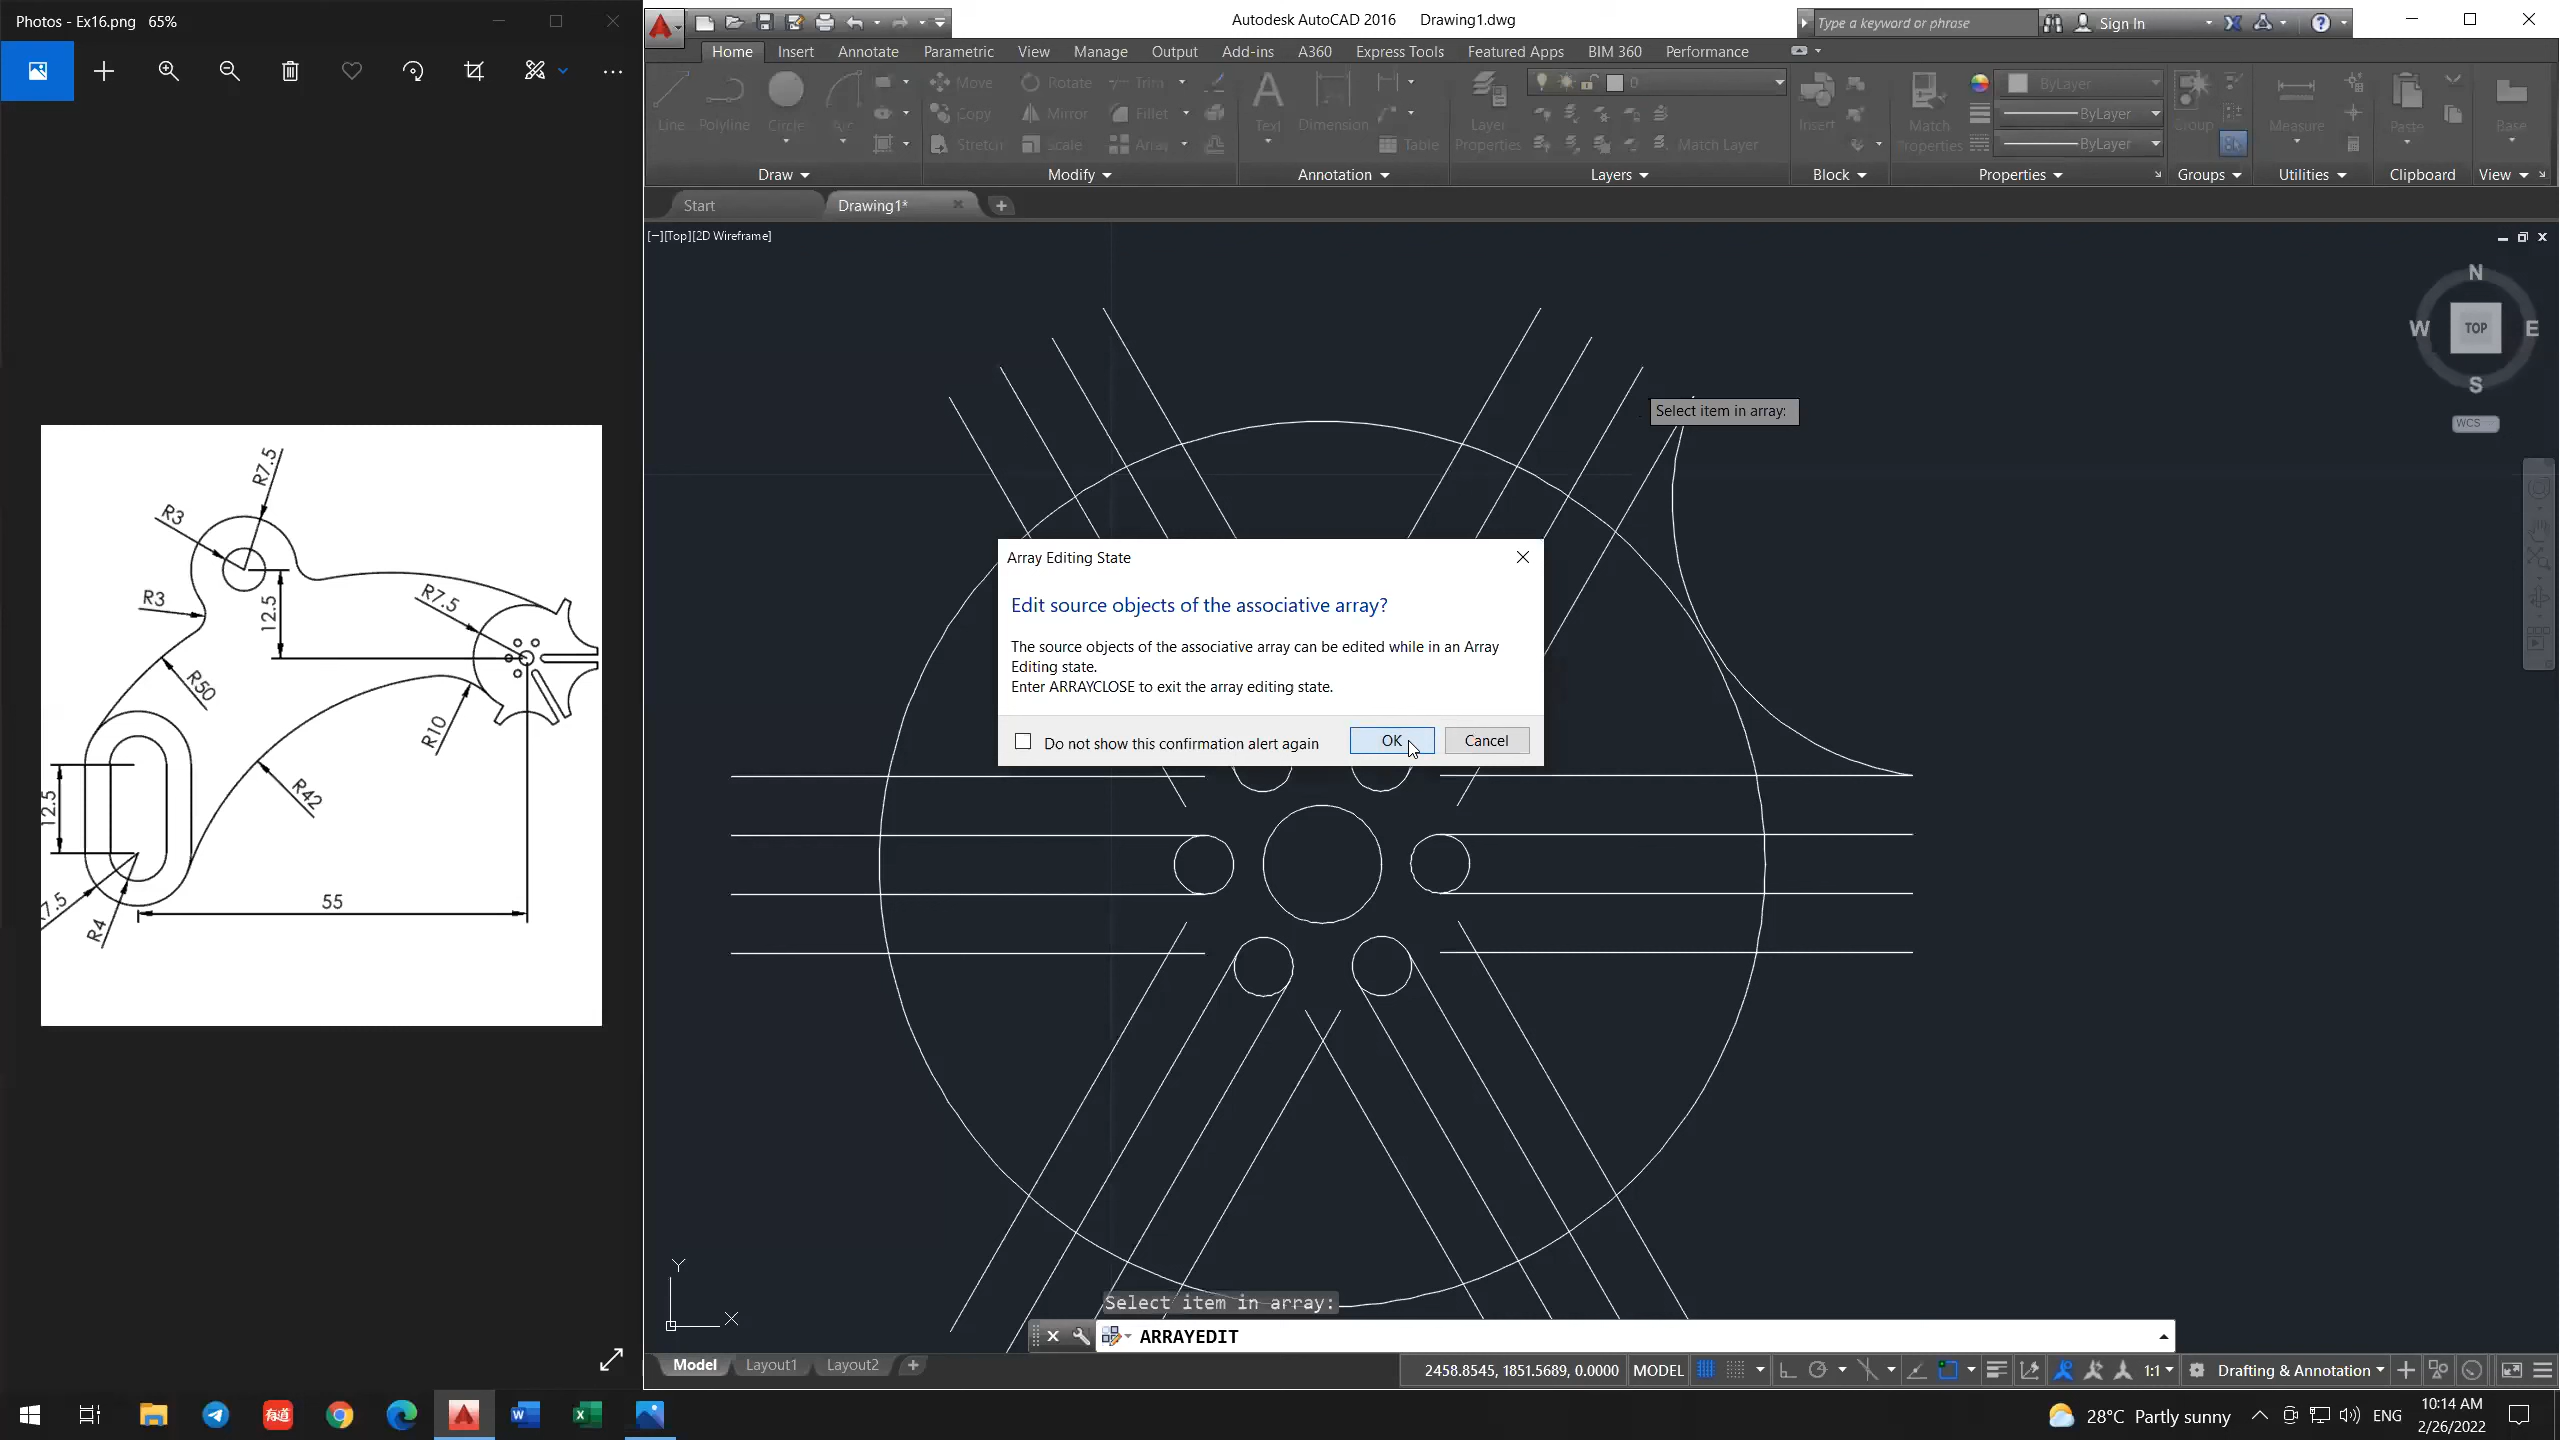 Photos - Ex16.png   65%
R7.5
R3
R3
12.5
R7.5
R50
R10
R42
12.5
R4
55
Autodesk AutoCAD 2016   Drawing1.dwg
Type a keyword or phrase
Sign In
Home
Insert
Annotate
Parametric
View
Manage
Output
Add-ins
A360
Express Tools
Featured Apps
BIM 360
Performance
Line
Polyline
Circle
Arc
Draw
Move
Rotate
Trim
Copy
Mirror
Fillet
Stretch
Scale
Array
Modify
Text
Dimension
Table
Annotation
Layer
Properties
0
Match Layer
Layers
Insert
Block
Match
Properties
ByLayer
ByLayer
ByLayer
Properties
Group
Groups
Measure
Utilities
Paste
Clipboard
Base
View
Start
Drawing1*
[−][Top][2D Wireframe]
N
W
TOP
E
S
WCS
Select item in array:
Array Editing State
Edit source objects of the associative array?
The source objects of the associative array can be edited while in an Array
Editing state.
Enter ARRAYCLOSE to exit the array editing state.
Do not show this confirmation alert again
OK
Cancel
Y
X
Select item in array:
ARRAYEDIT
Model
Layout1
Layout2
2458.8545, 1851.5689, 0.0000
MODEL
1:1
Drafting & Annotation
有道
28°C  Partly sunny
ENG
10:14 AM
2/26/2022